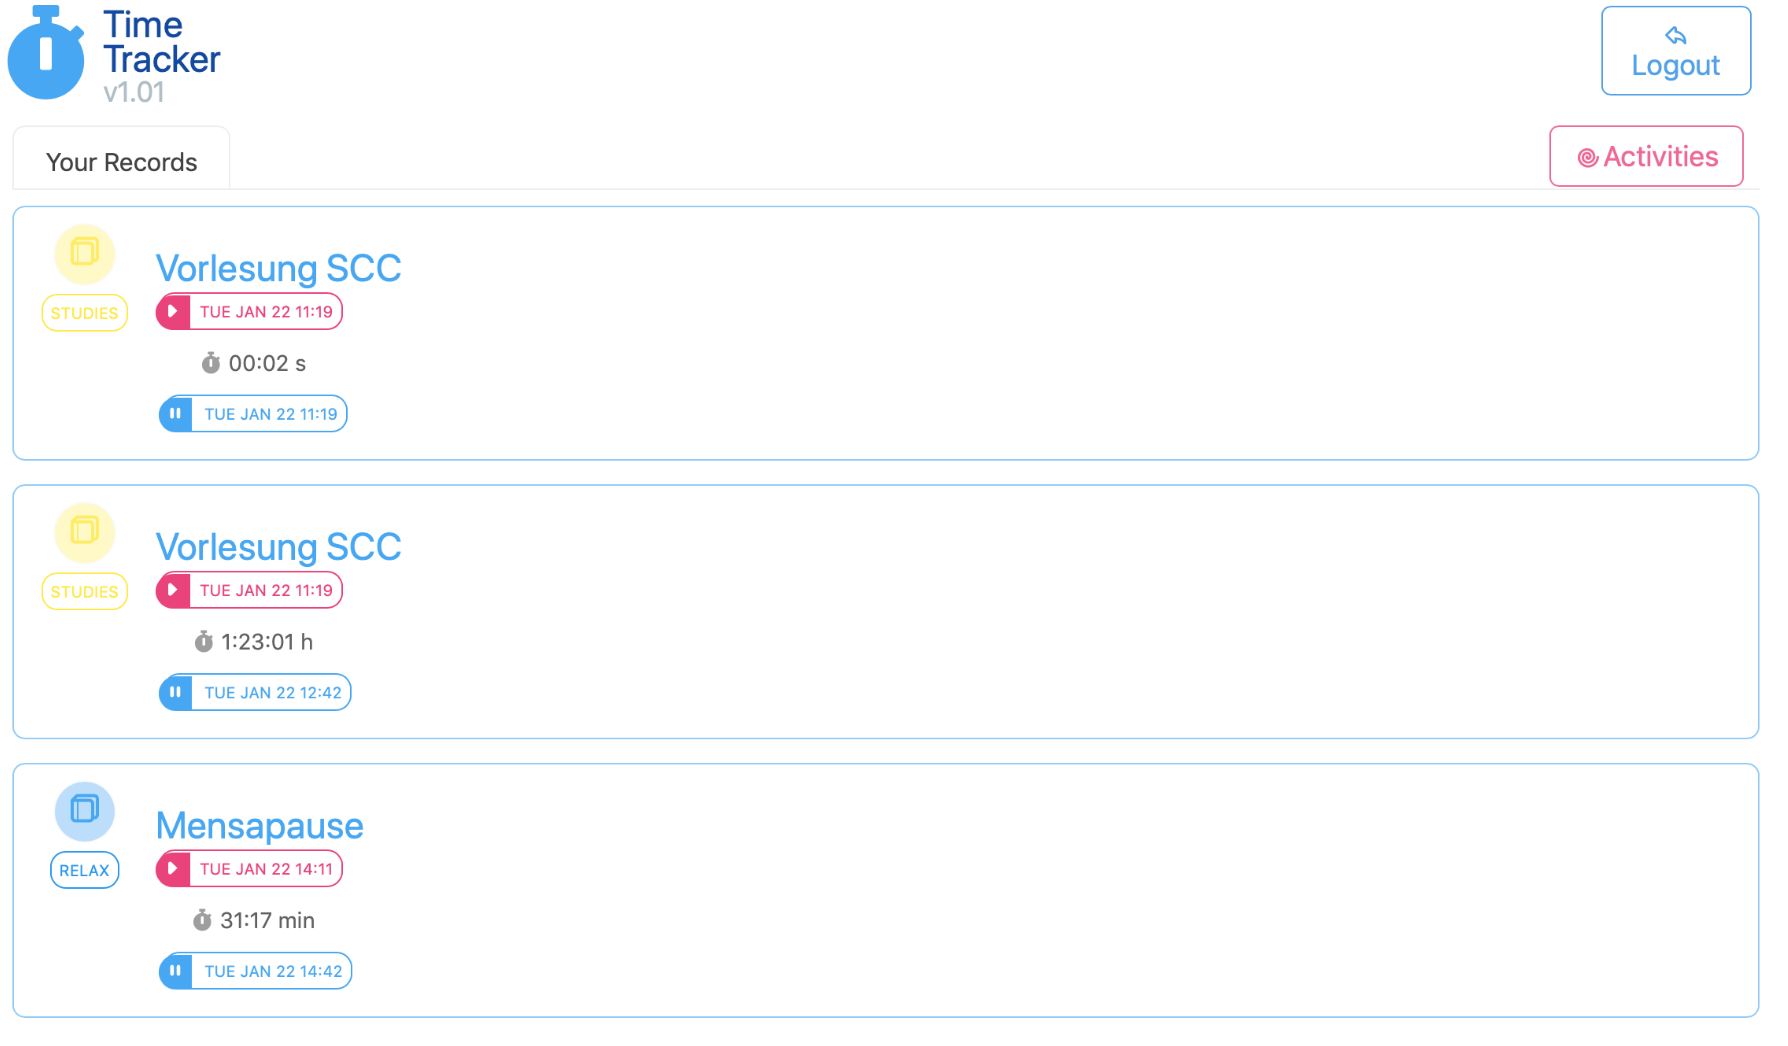 Time
Tracker
v1.01
Logout
Your Records
Activities
Vorlesung SCC
STUDIES
TUE JAN 22 11:19
00:02 s
TUE JAN 22 11:19
Vorlesung SCC
STUDIES
TUE JAN 22 11:19
1:23:01 h
TUE JAN 22 12:42
Mensapause
RELAX
TUE JAN 22 14:11
31:17 min
TUE JAN 22 14:42